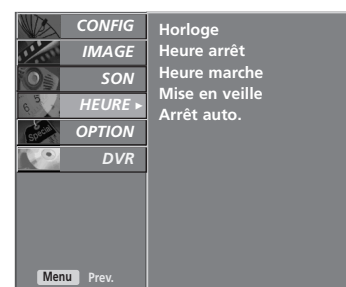 CONFIG
IMAGE
SON
HEURE ►
OPTION
DVR
Horloge
Heure arrêt
Heure marche
Mise en veille
Arrêt auto.
Menu Prev.